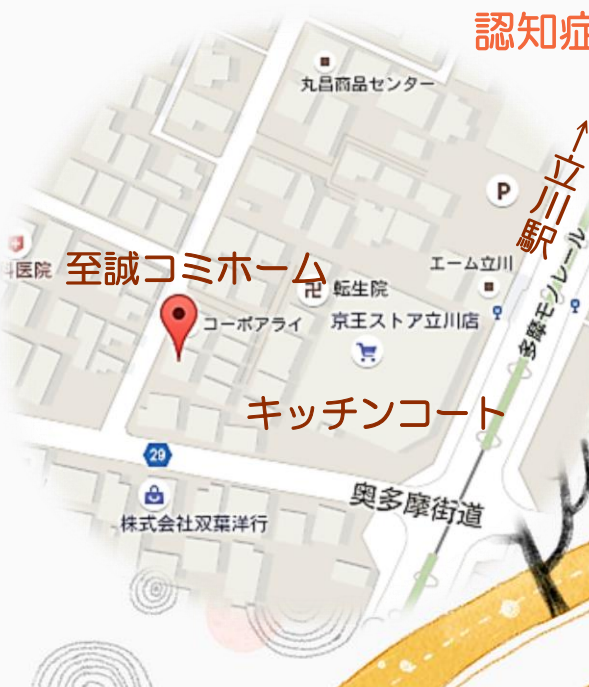 認知症
丸昌商品センター
P
←立川駅
科医院
至誠コミホーム
エーム立川
卍
転生院
コーポアライ
京王ストア立川店
多摩モノレール
キッチンコート
29
奥多摩街道
株式会社双葉洋行